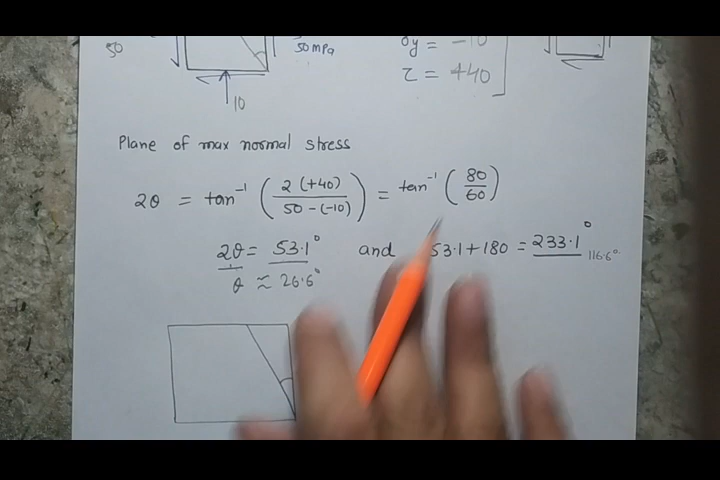 50
50 MPa
σy = -10
τ = +40
10
Plane of max normal stress
2θ = tan⁻¹ ( 2 (+40) / 50 - (-10) ) = tan⁻¹ ( 80 / 60 )
2θ = 53.1° and 53.1 + 180 = 233.1° 116.6°
θ ≈ 26.6°